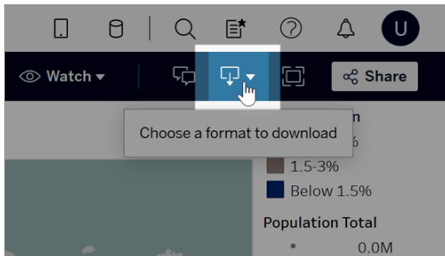 U
Watch
Share
Choose a format to download
n
%
1.5-3%
Below 1.5%
Population Total
0.0M